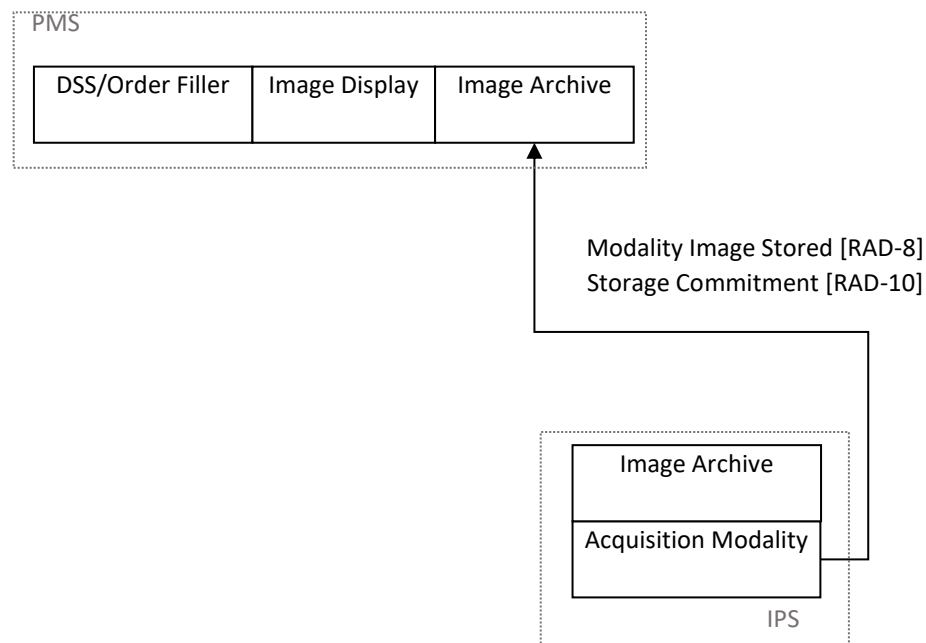 PMS
DSS/Order Filler
Image Display
Image Archive
Modality Image Stored [RAD-8]
Storage Commitment [RAD-10]
Image Archive
Acquisition Modality
IPS